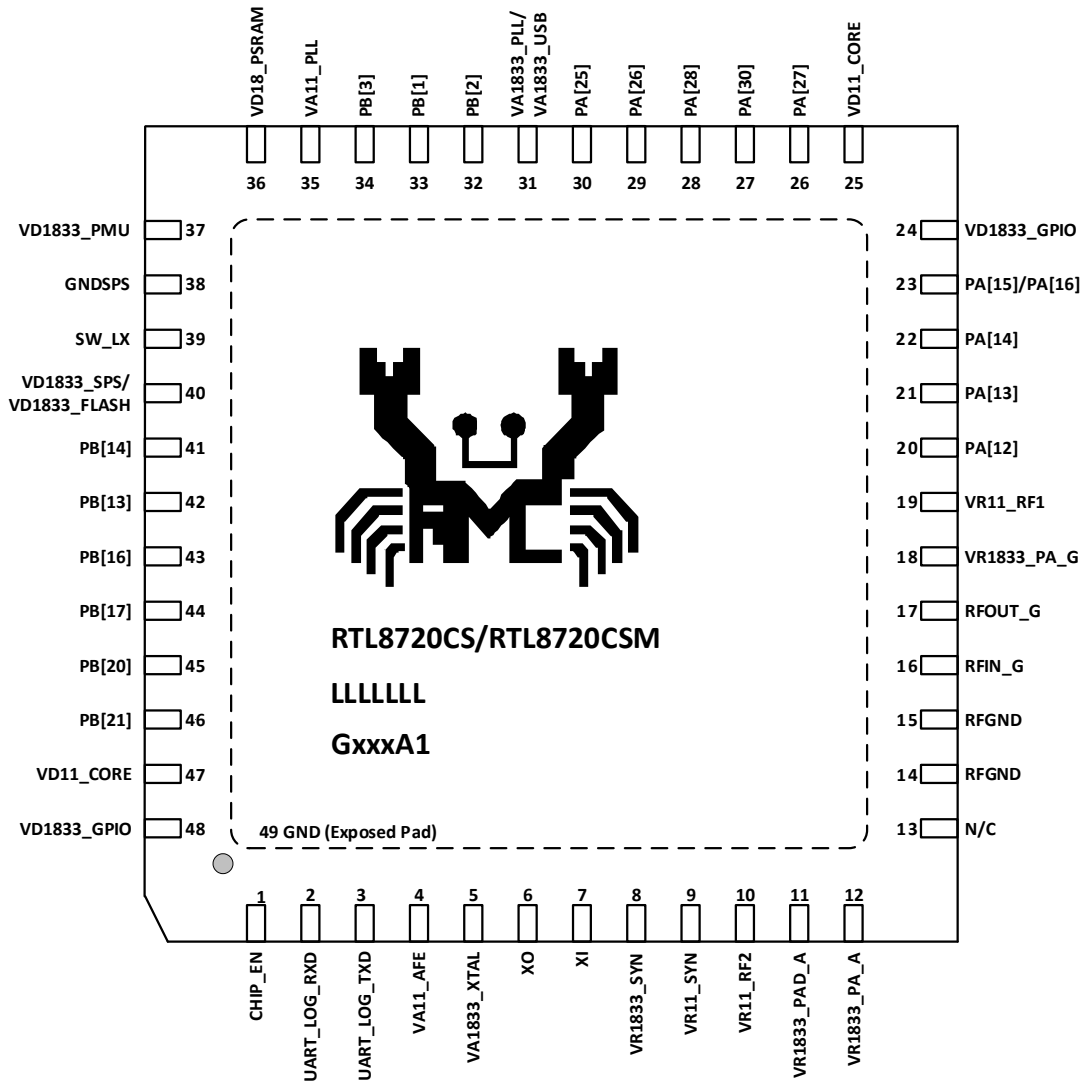 VD18_PSRAM
VA11_PLL
PB[3]
PB[1]
PB[2]
VA1833_PLL/
VA1833_USB
PA[25]
PA[26]
PA[28]
PA[30]
PA[27]
VD11_CORE
36 35 34 33 32 31 30 29 28 27 26 25
VD1833_PMU 37
GNDSPS 38
SW_LX 39
VD1833_SPS/
VD1833_FLASH 40
PB[14] 41
PB[13] 42
PB[16] 43
PB[17] 44
PB[20] 45
PB[21] 46
VD11_CORE 47
VD1833_GPIO 48
24 VD1833_GPIO
23 PA[15]/PA[16]
22 PA[14]
21 PA[13]
20 PA[12]
19 VR11_RF1
18 VR1833_PA_G
17 RFOUT_G
16 RFIN_G
15 RFGND
14 RFGND
13 N/C
AMC
RTL8720CS/RTL8720CSM
LLLLLLL
GxxxA1
49 GND (Exposed Pad)
1 2 3 4 5 6 7 8 9 10 11 12
CHIP_EN
UART_LOG_RXD
UART_LOG_TXD
VA11_AFE
VA1833_XTAL
XO
XI
VR1833_SYN
VR11_SYN
VR11_RF2
VR1833_PAD_A
VR1833_PA_A